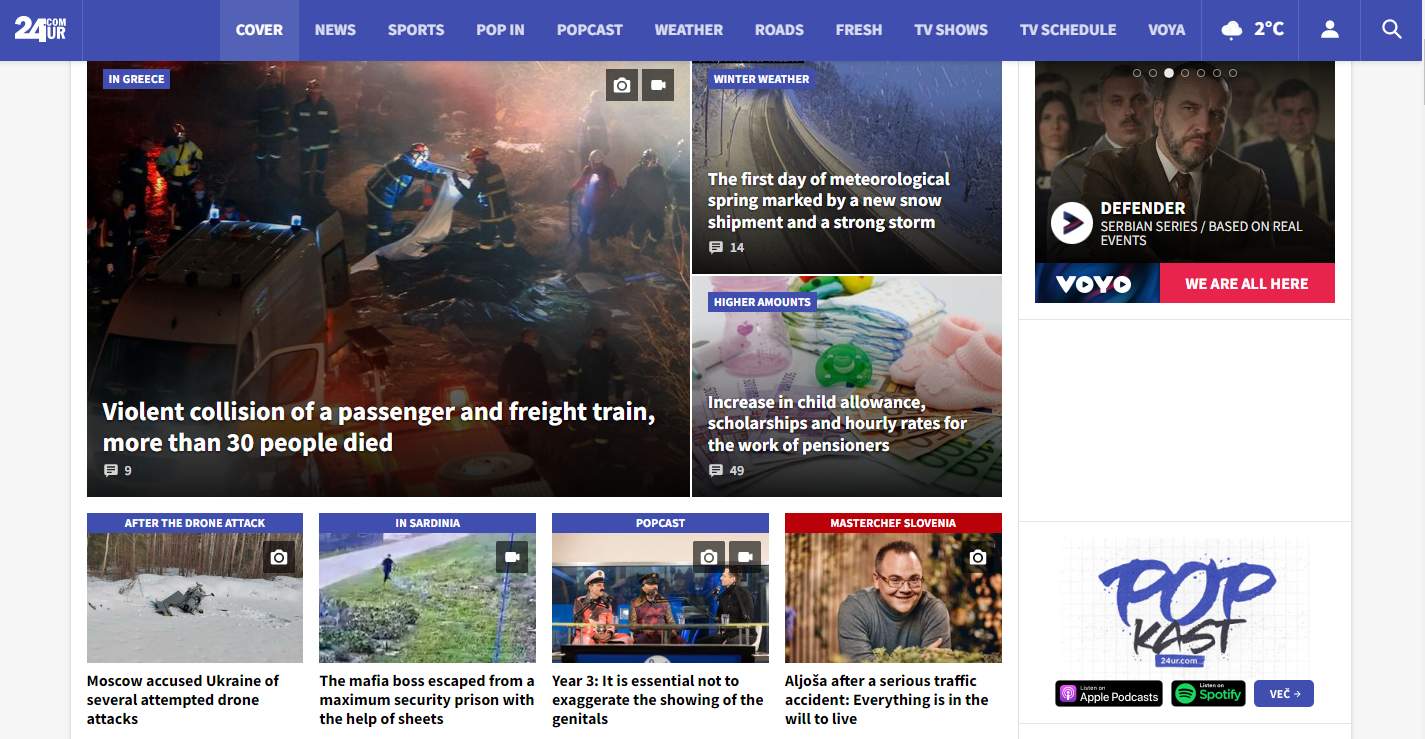 24UR.COM
COVER
NEWS
SPORTS
POP IN
POPCAST
WEATHER
ROADS
FRESH
TV SHOWS
TV SCHEDULE
VOYA
2°C
IN GREECE
Violent collision of a passenger and freight train,
more than 30 people died
9
WINTER WEATHER
The first day of meteorological
spring marked by a new snow
shipment and a strong storm
14
HIGHER AMOUNTS
Increase in child allowance,
scholarships and hourly rates for
the work of pensioners
49
DEFENDER
SERBIAN SERIES / BASED ON REAL
EVENTS
VOYO
WE ARE ALL HERE
AFTER THE DRONE ATTACK
Moscow accused Ukraine of
several attempted drone
attacks
IN SARDINIA
The mafia boss escaped from a
maximum security prison with
the help of sheets
POPCAST
Year 3: It is essential not to
exaggerate the showing of the
genitals
MASTERCHEF SLOVENIA
Aljoša after a serious traffic
accident: Everything is in the
will to live
POP
KAST
24ur.com
Listen on
Apple Podcasts
Listen on
Spotify
VEČ →